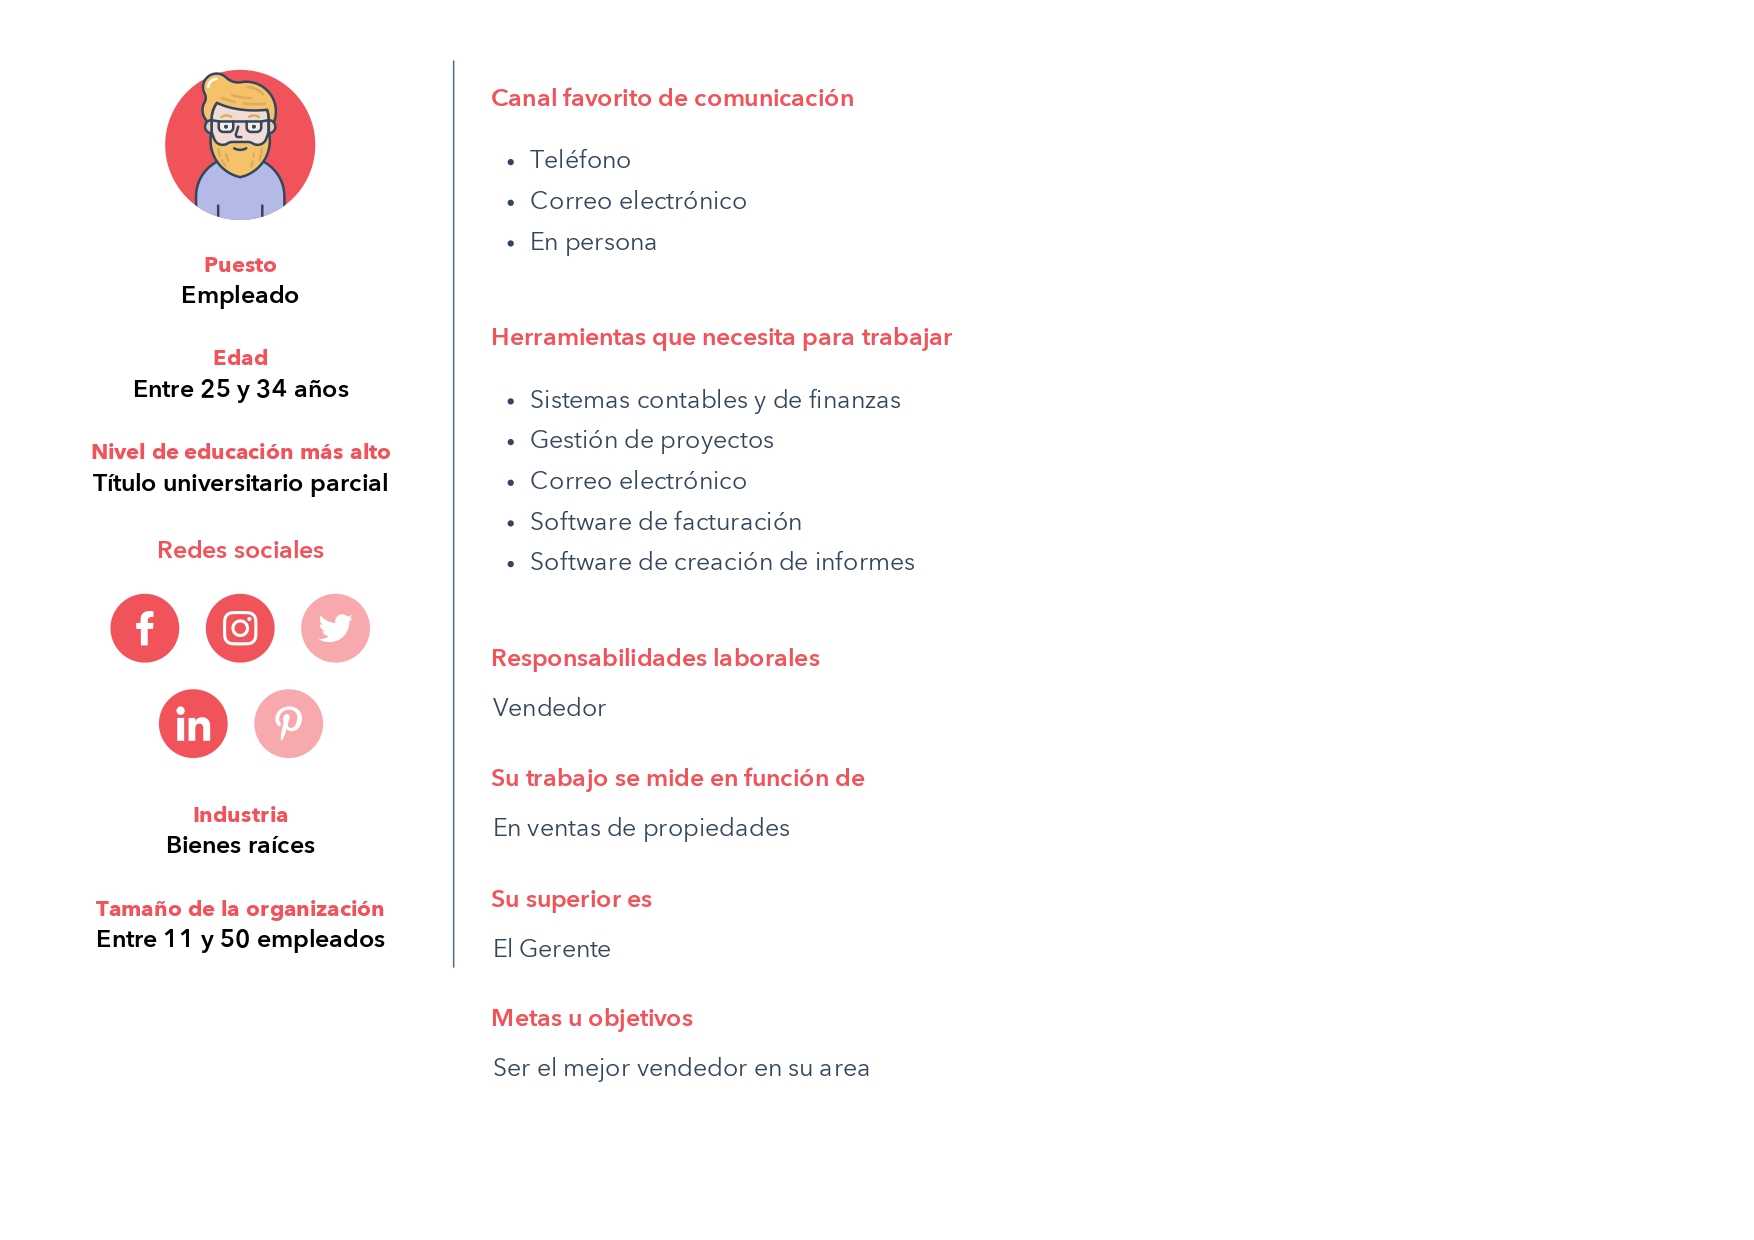 Puesto
Empleado
Edad
Entre 25 y 34 años
Nivel de educación más alto
Título universitario parcial
Redes sociales
f
in
Industria
Bienes raíces
Tamaño de la organización
Entre 11 y 50 empleados
Canal favorito de comunicación
• Teléfono
• Correo electrónico
• En persona
Herramientas que necesita para trabajar
• Sistemas contables y de finanzas
• Gestión de proyectos
• Correo electrónico
• Software de facturación
• Software de creación de informes
Responsabilidades laborales
Vendedor
Su trabajo se mide en función de
En ventas de propiedades
Su superior es
El Gerente
Metas u objetivos
Ser el mejor vendedor en su area